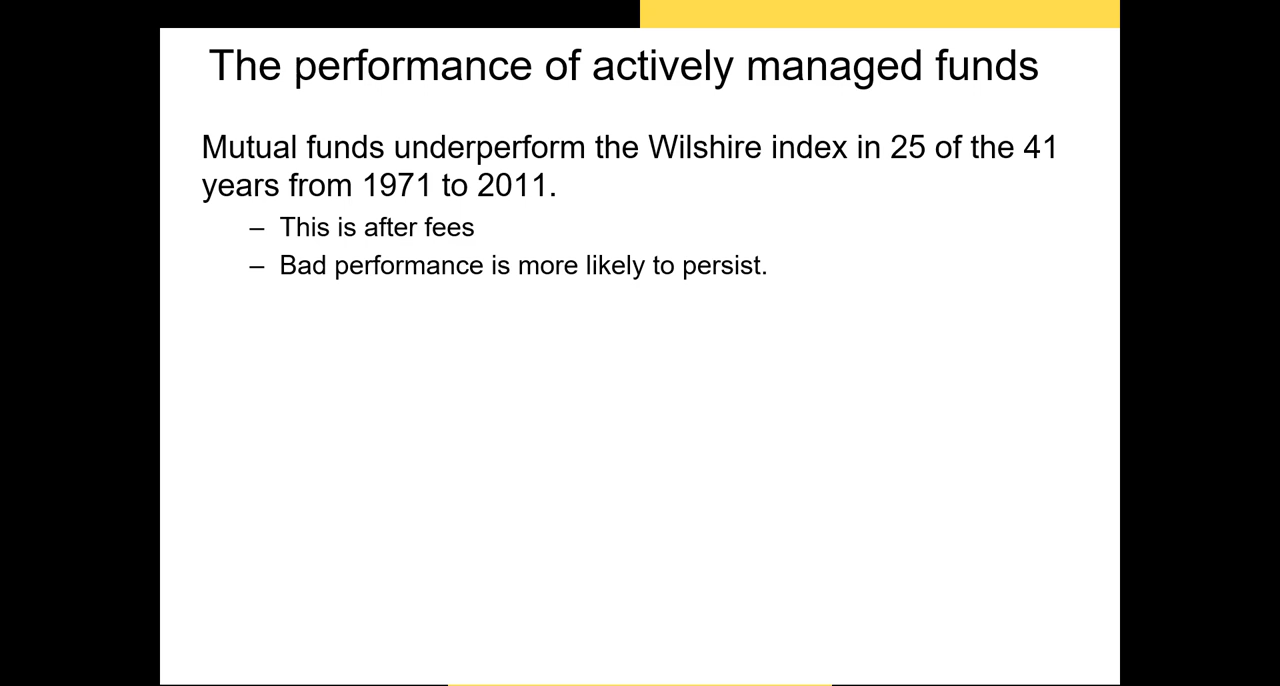 The performance of actively managed funds
Mutual funds underperform the Wilshire index in 25 of the 41
years from 1971 to 2011.
– This is after fees
– Bad performance is more likely to persist.